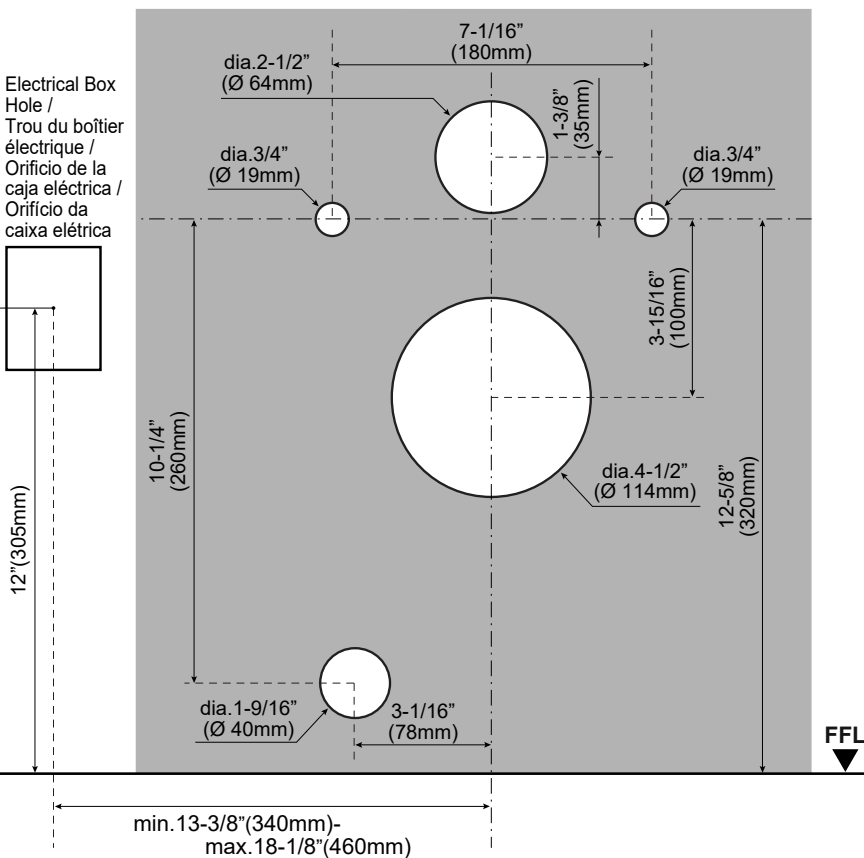 7-1/16”
(180mm)
dia.2-1/2”
(Ø 64mm)
1-3/8”
(35mm)
Electrical Box
Hole /
Trou du boîtier
électrique /
Orificio de la
caja eléctrica /
Orifício da
caixa elétrica
dia.3/4”
(Ø 19mm)
dia.3/4”
(Ø 19mm)
3-15/16”
(100mm)
10-1/4”
(260mm)
dia.4-1/2”
(Ø 114mm)
12-5/8”
(320mm)
12”(305mm)
dia.1-9/16”
(Ø 40mm)
3-1/16”
(78mm)
FFL
min.13-3/8”(340mm)-
max.18-1/8”(460mm)